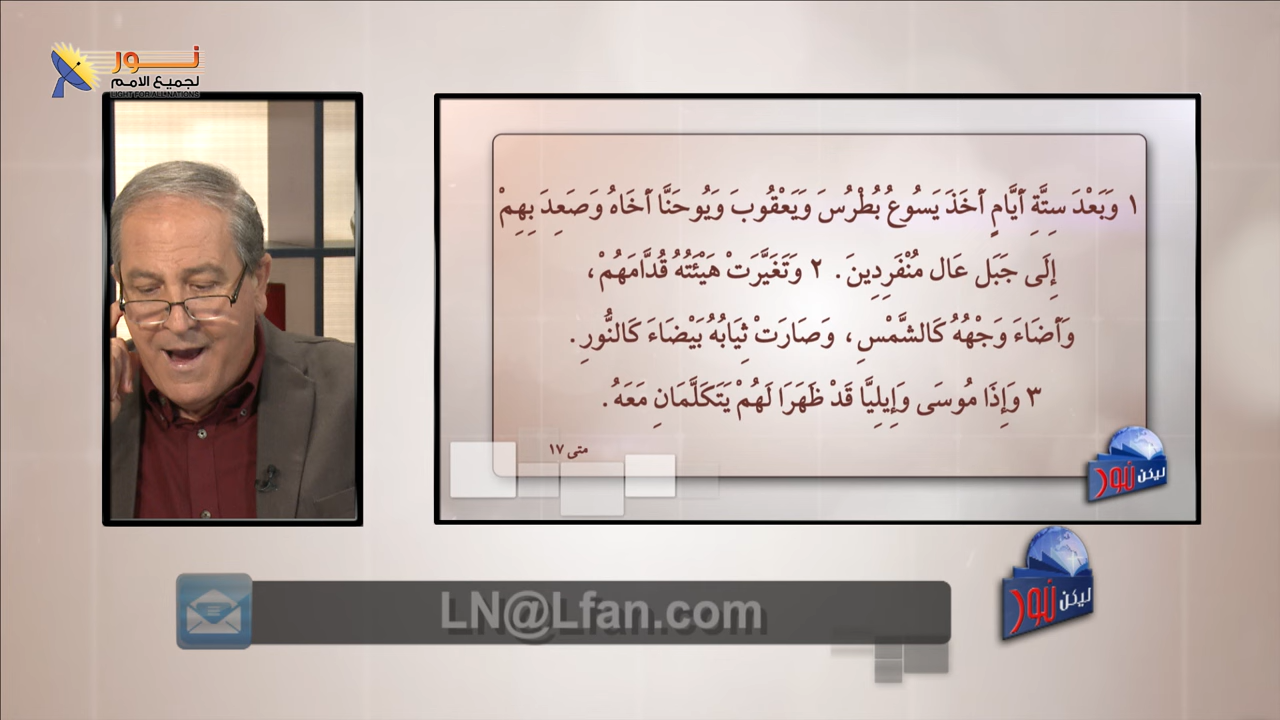 نور
لجميع الامم
LIGHT FOR ALL NATIONS
١ وَبَعْدَ سِتَّةِ أَيَّامٍ أَخَذَ يَسُوعُ بُطْرُسَ وَيَعْقُوبَ وَيُوحَنَّا أَخَاهُ وَصَعِدَ بِهِمْ
إِلَى جَبَل عَال مُنْفَرِدِينَ. ٢ وَتَغَيَّرَتْ هَيْئَتُهُ قُدَّامَهُمْ،
وَأَضَاءَ وَجْهُهُ كَالشَّمْسِ، وَصَارَتْ ثِيَابُهُ بَيْضَاءَ كَالنُّورِ.
٣ وَإِذَا مُوسَى وَإِيلِيَّا قَدْ ظَهَرَا لَهُمْ يَتَكَلَّمَانِ مَعَهُ.
متى ١٧
ليكن نور
ليكن نور
LN@Lfan.com